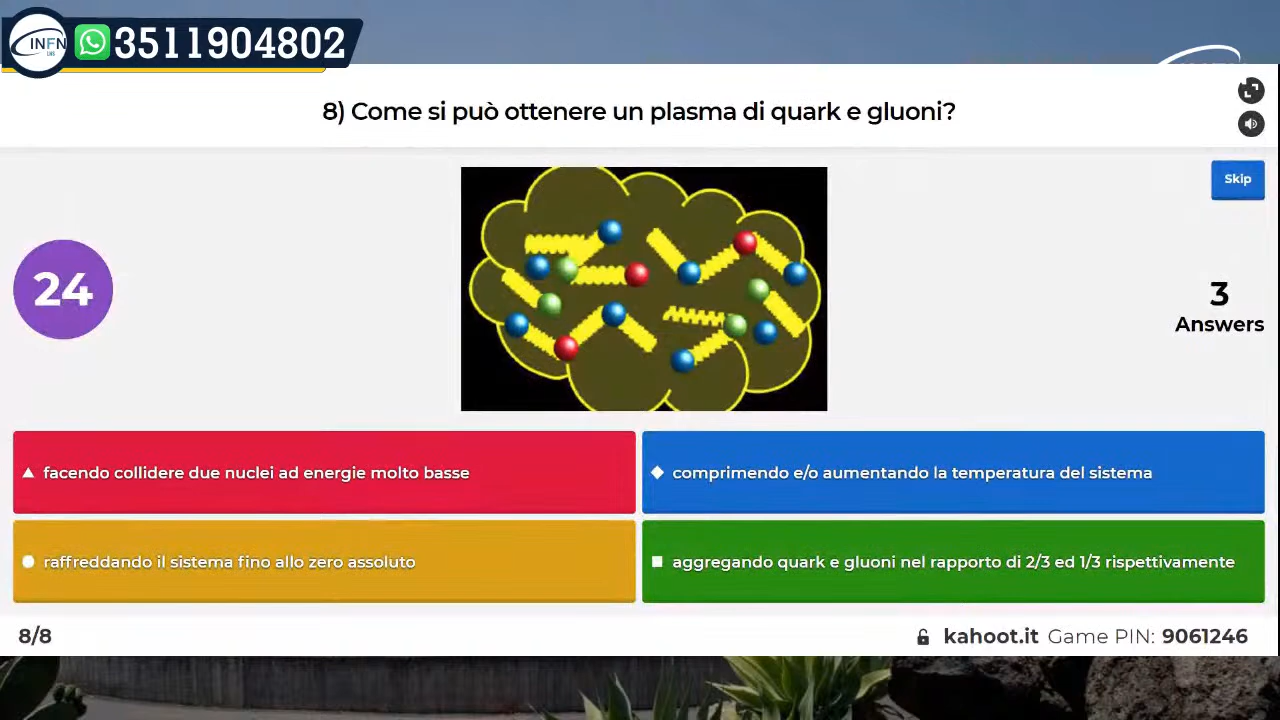 INFN
LNS
3511904802
8) Come si può ottenere un plasma di quark e gluoni?
Skip
24
3
Answers
facendo collidere due nuclei ad energie molto basse
comprimendo e/o aumentando la temperatura del sistema
raffreddando il sistema fino allo zero assoluto
aggregando quark e gluoni nel rapporto di 2/3 ed 1/3 rispettivamente
8/8
kahoot.it Game PIN: 9061246